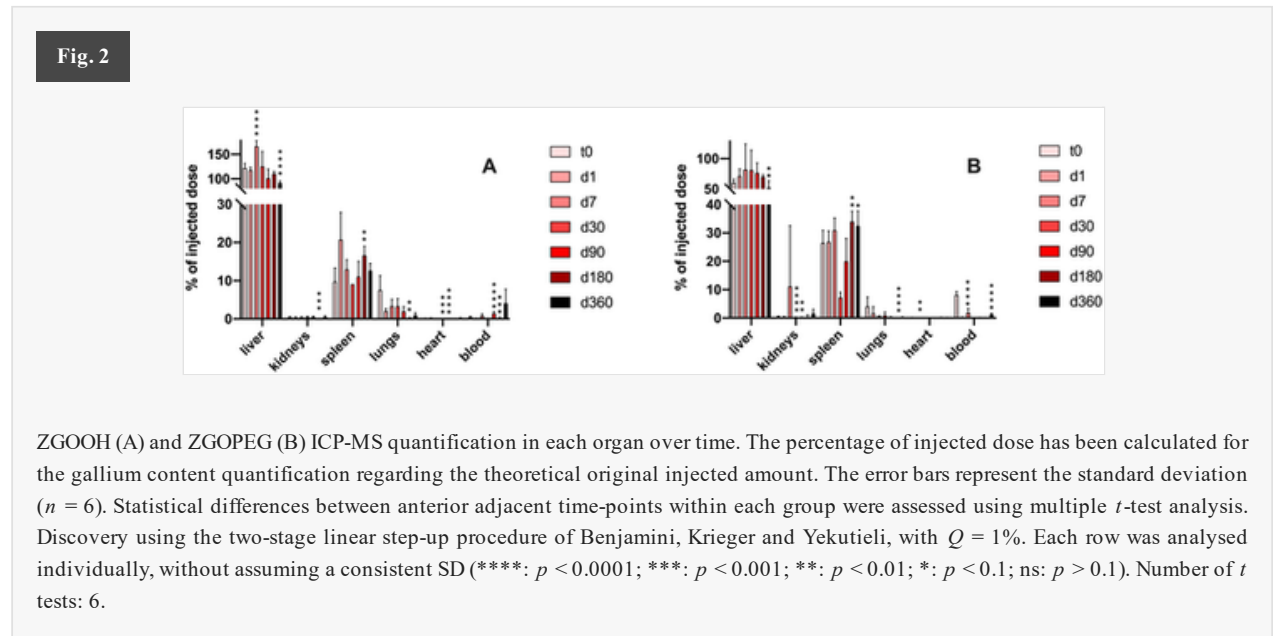 Fig. 2
150
100
30
20
10
0
% of injected dose
A
t0
d1
d7
d30
d90
d180
d360
liver
kidneys
spleen
lungs
heart
blood
100
50
40
30
20
10
0
% of injected dose
B
t0
d1
d7
d30
d90
d180
d360
liver
kidneys
spleen
lungs
heart
blood
ZGOOH (A) and ZGOPEG (B) ICP-MS quantification in each organ over time. The percentage of injected dose has been calculated for
the gallium content quantification regarding the theoretical original injected amount. The error bars represent the standard deviation
(n = 6). Statistical differences between anterior adjacent time-points within each group were assessed using multiple t-test analysis.
Discovery using the two-stage linear step-up procedure of Benjamini, Krieger and Yekutieli, with Q = 1%. Each row was analysed
individually, without assuming a consistent SD (****: p < 0.0001; ***: p < 0.001; **: p < 0.01; *: p < 0.1; ns: p > 0.1). Number of t
tests: 6.